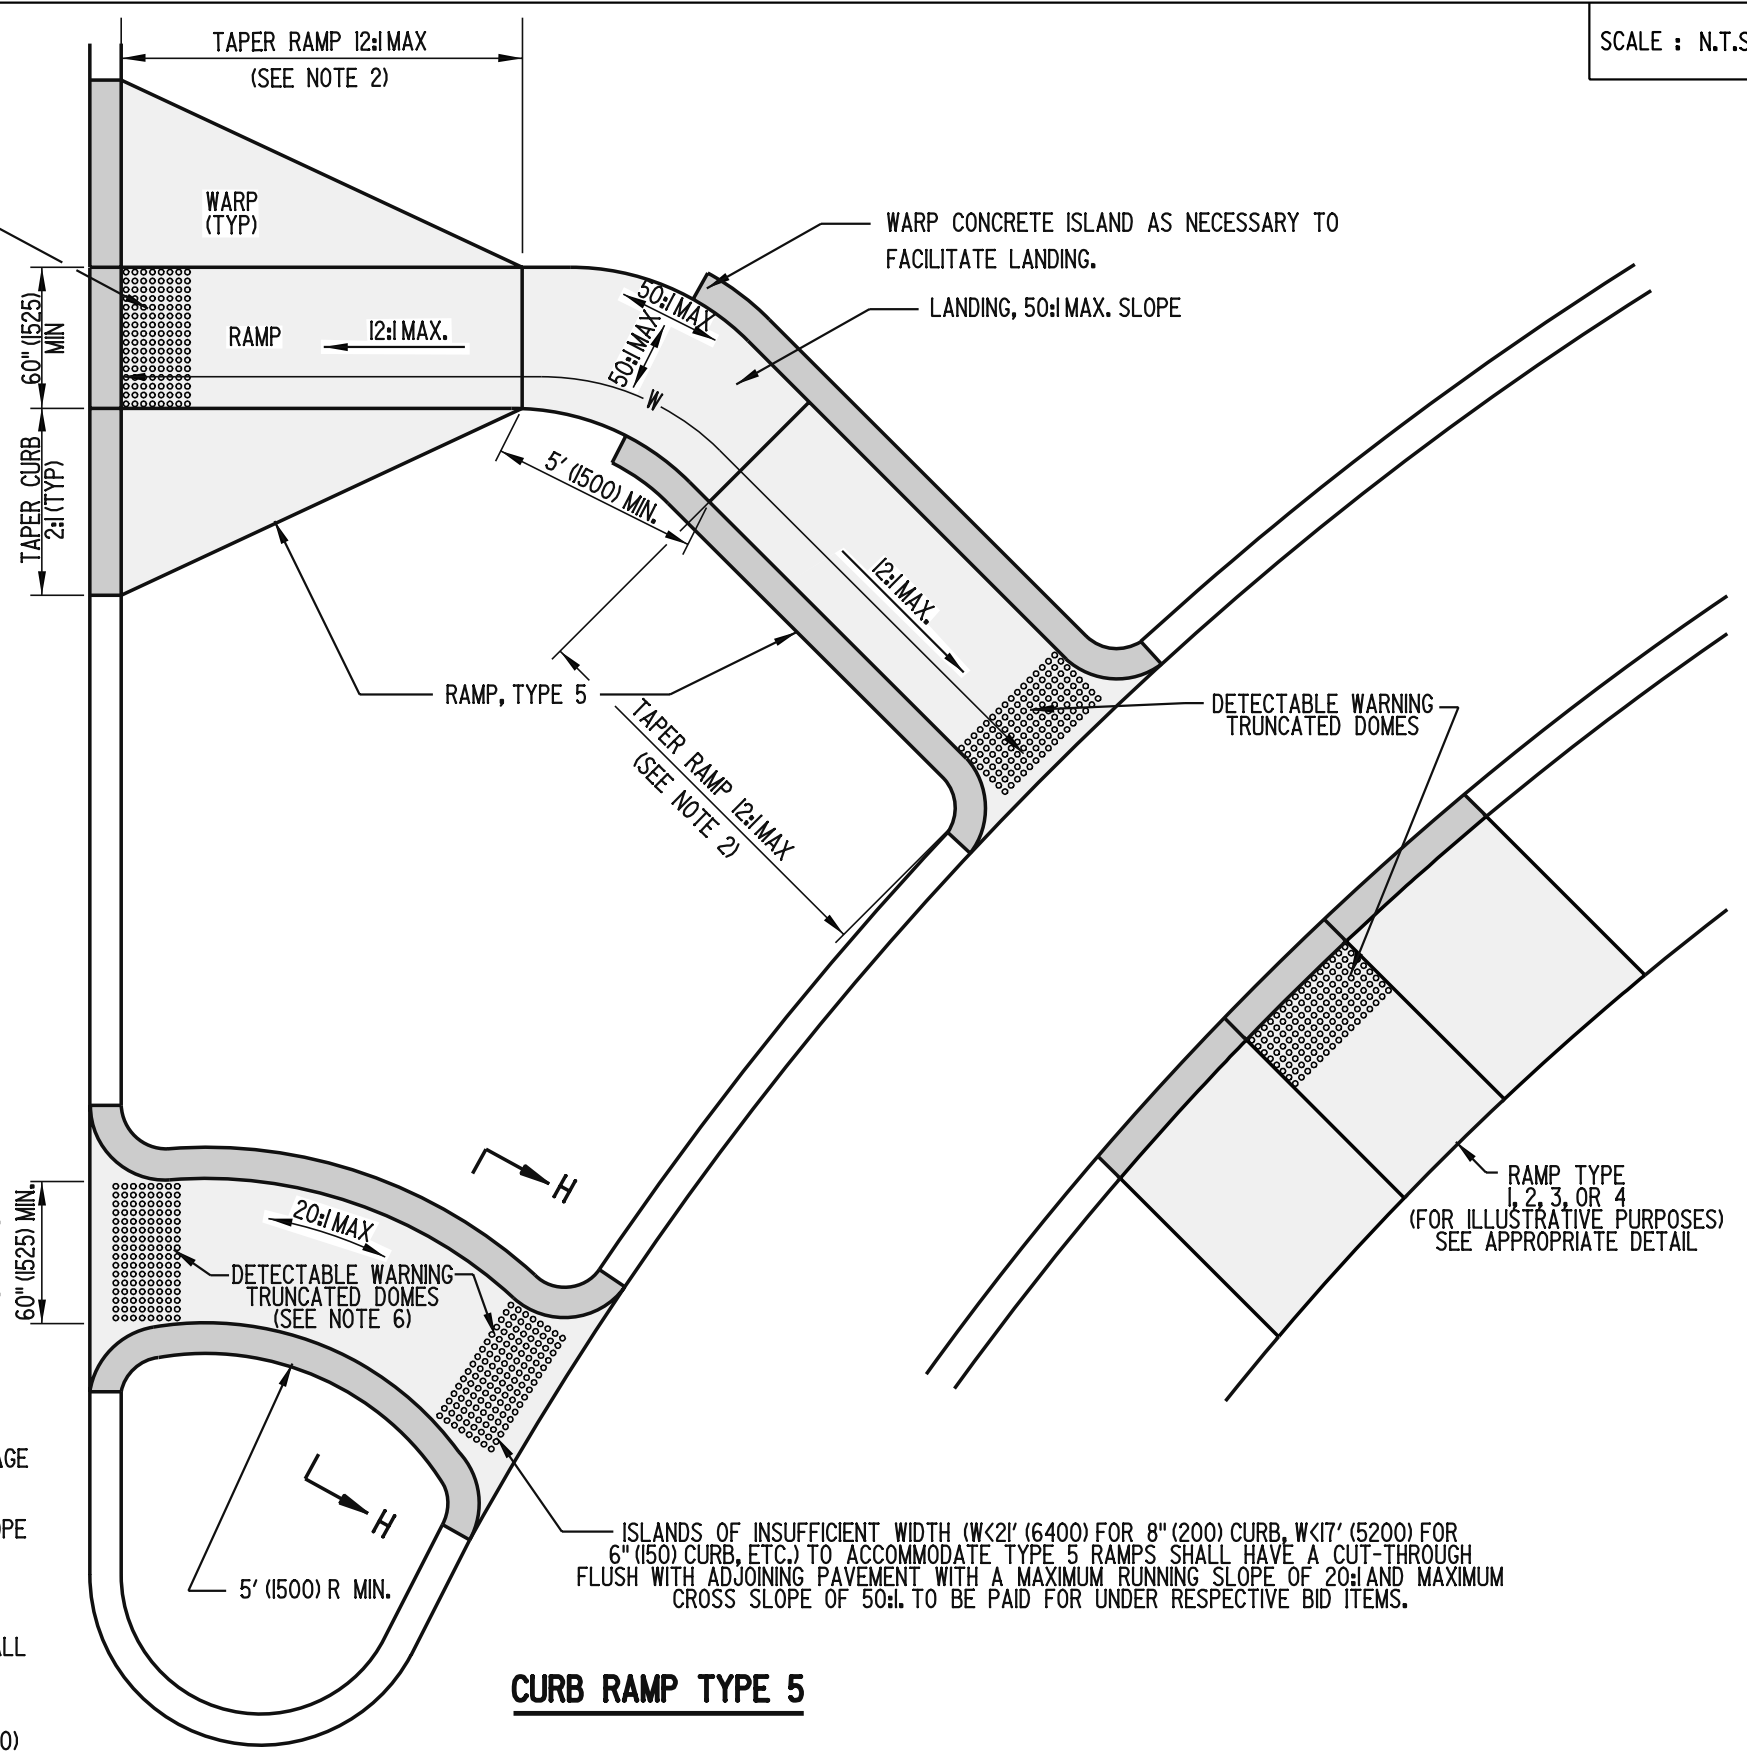 TAPER RAMP 12:1 MAX
(SEE NOTE 2)
SCALE : N.T.S
WARP
(TYP)
WARP CONCRETE ISLAND AS NECESSARY TO
FACILITATE LANDING.
LANDING, 50:1 MAX. SLOPE
50:1 MAX
50:1 MAX
60" (1525)
MIN
RAMP
12:1 MAX.
W
TAPER CURB
2:1 (TYP)
5' (1500) MIN.
12:1 MAX.
RAMP, TYPE 5
TAPER RAMP 12:1 MAX
(SEE NOTE 2)
DETECTABLE WARNING
TRUNCATED DOMES
RAMP TYPE
1, 2, 3, OR 4
(FOR ILLUSTRATIVE PURPOSES)
SEE APPROPRIATE DETAIL
H
60" (1525) MIN.
20:1 MAX
DETECTABLE WARNING
TRUNCATED DOMES
(SEE NOTE 6)
H
5' (1500) R MIN.
ISLANDS OF INSUFFICIENT WIDTH (W<21' (6400) FOR 8" (200) CURB, W<17' (5200) FOR
6" (150) CURB, ETC.) TO ACCOMMODATE TYPE 5 RAMPS SHALL HAVE A CUT-THROUGH
FLUSH WITH ADJOINING PAVEMENT WITH A MAXIMUM RUNNING SLOPE OF 20:1 AND MAXIMUM
CROSS SLOPE OF 50:1. TO BE PAID FOR UNDER RESPECTIVE BID ITEMS.
CURB RAMP TYPE 5